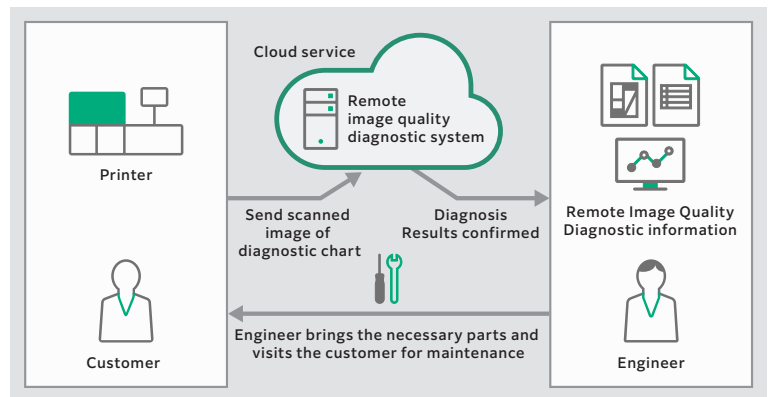 Cloud service
Remote
image quality
diagnostic system
Printer
Send scanned
image of
diagnostic chart
Diagnosis
Results confirmed
Remote Image Quality
Diagnostic information
Customer
Engineer brings the necessary parts and
visits the customer for maintenance
Engineer